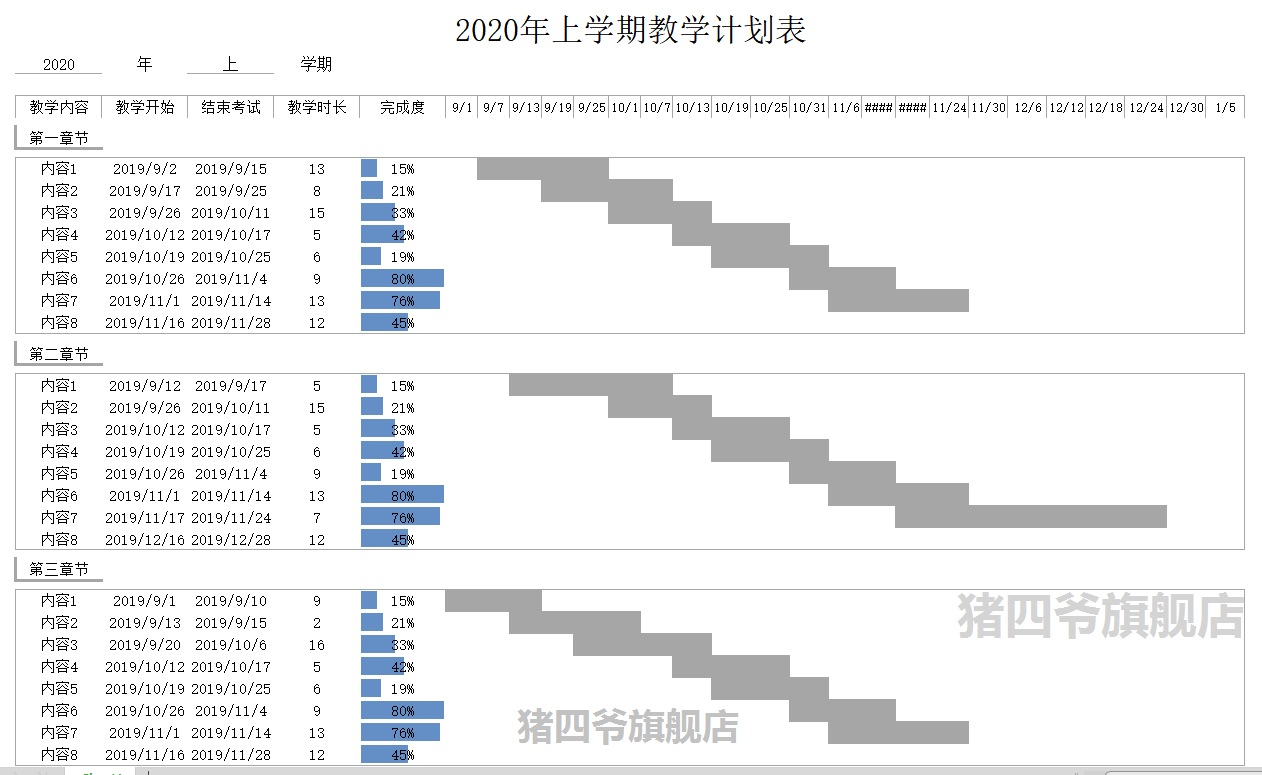 2020年上学期教学计划表
2020 年 上 学期
教学内容 教学开始 结束考试 教学时长 完成度 9/1 9/7 9/13 9/19 9/25 10/1 10/7 10/13 10/19 10/25 10/31 11/6 #### #### 11/24 11/30 12/6 12/12 12/18 12/24 12/30 1/5
第一章节
内容1 2019/9/2 2019/9/15 13 15%
内容2 2019/9/17 2019/9/25 8 21%
内容3 2019/9/26 2019/10/11 15 33%
内容4 2019/10/12 2019/10/17 5 42%
内容5 2019/10/19 2019/10/25 6 19%
内容6 2019/10/26 2019/11/4 9 80%
内容7 2019/11/1 2019/11/14 13 76%
内容8 2019/11/16 2019/11/28 12 45%
第二章节
内容1 2019/9/12 2019/9/17 5 15%
内容2 2019/9/26 2019/10/11 15 21%
内容3 2019/10/12 2019/10/17 5 33%
内容4 2019/10/19 2019/10/25 6 42%
内容5 2019/10/26 2019/11/4 9 19%
内容6 2019/11/1 2019/11/14 13 80%
内容7 2019/11/17 2019/11/24 7 76%
内容8 2019/12/16 2019/12/28 12 45%
第三章节
内容1 2019/9/1 2019/9/10 9 15%
内容2 2019/9/13 2019/9/15 2 21%
内容3 2019/9/20 2019/10/6 16 33%
内容4 2019/10/12 2019/10/17 5 42%
内容5 2019/10/19 2019/10/25 6 19%
内容6 2019/10/26 2019/11/4 9 80%
内容7 2019/11/1 2019/11/14 13 76%
内容8 2019/11/16 2019/11/28 12 45%
猪四爷旗舰店
猪四爷旗舰店